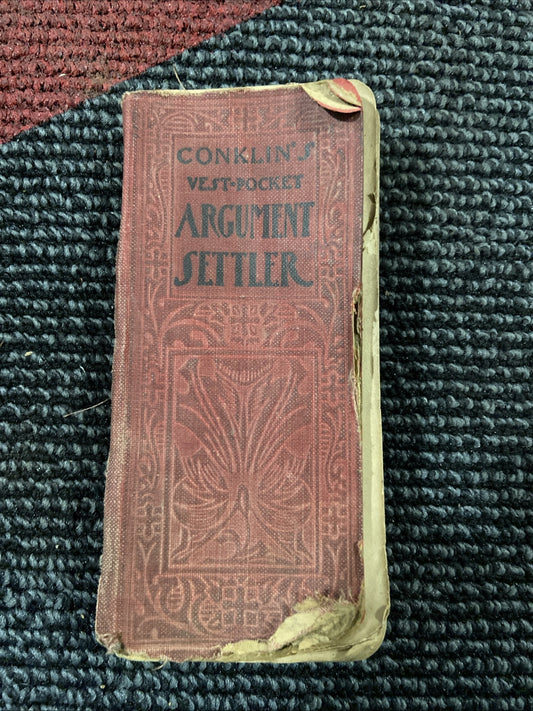 CONKLIN'S
VEST-POCKET
ARGUMENT
SETTLER